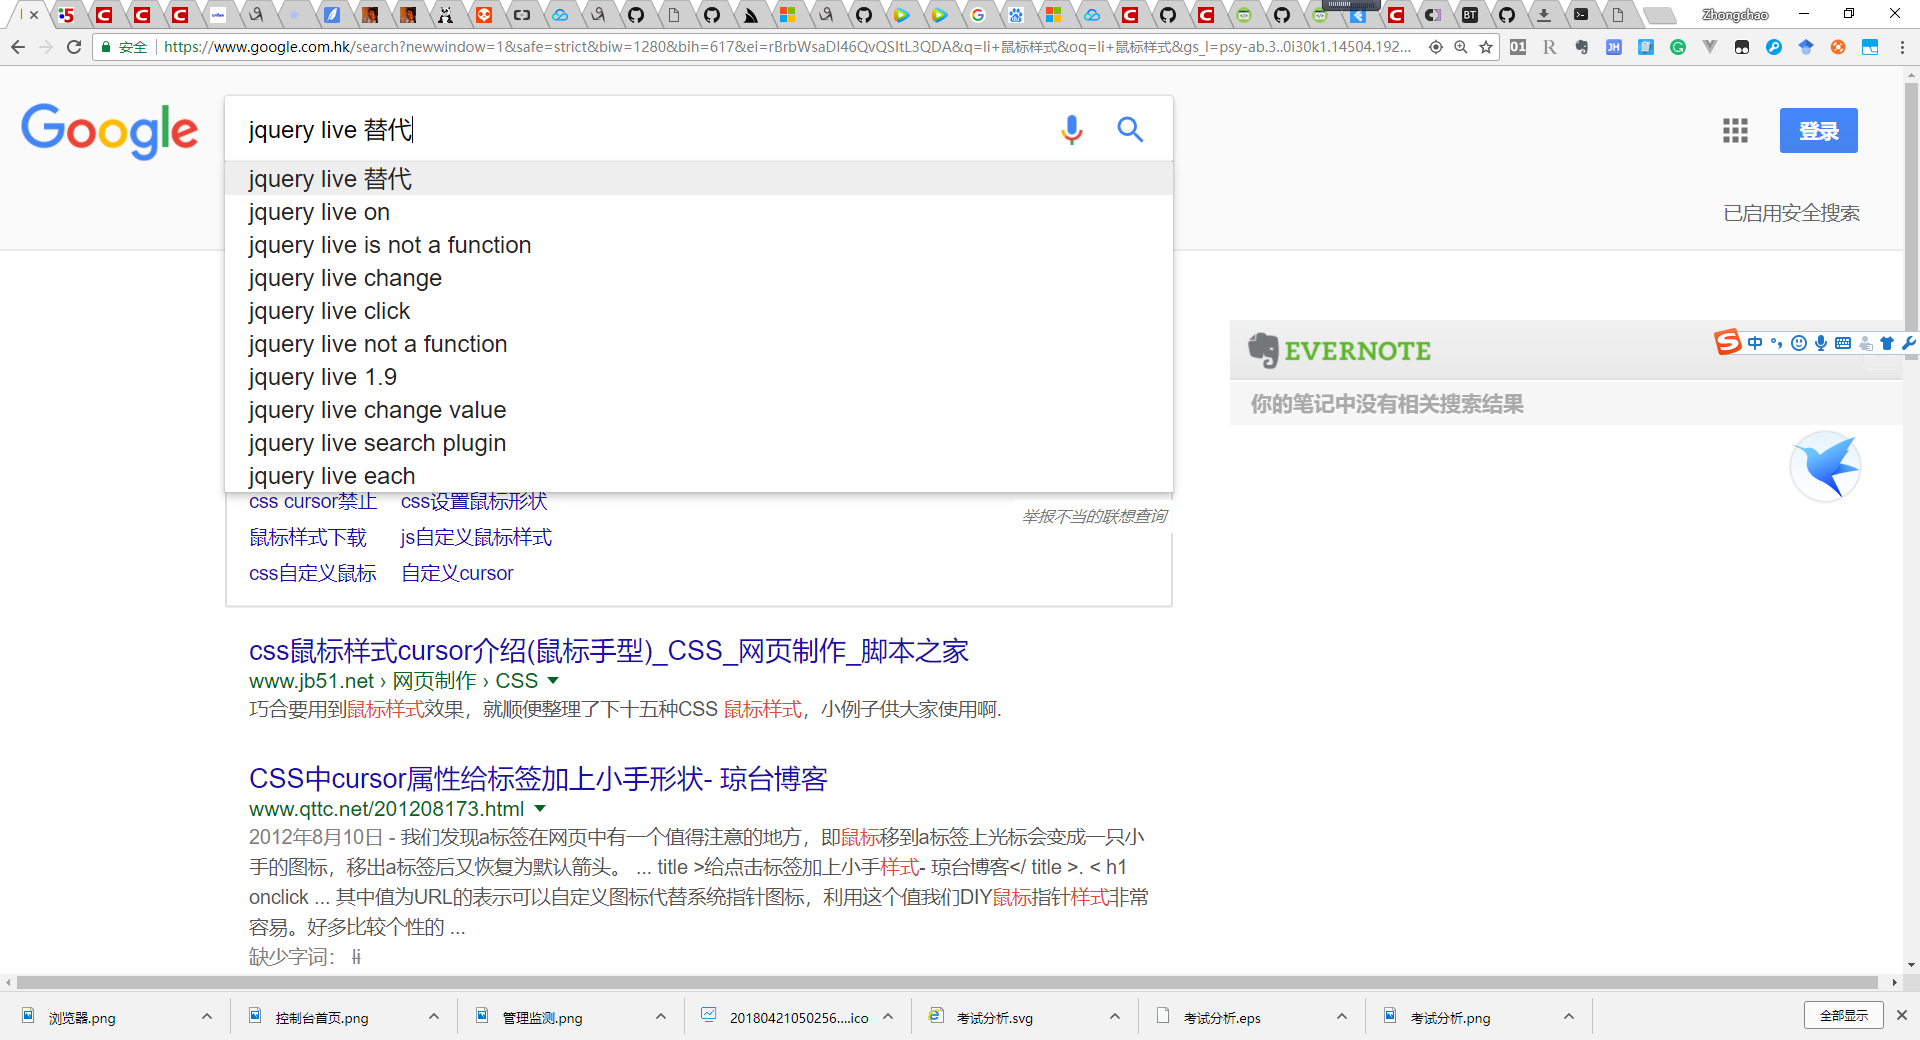 Zhongchao
安全 | https://www.google.com.hk/search?newwindow=1&safe=strict&biw=1280&bih=617&ei=rBrbWsaDI46QvQSItL3QDA&q=li+鼠标样式&oq=li+鼠标样式&gs_l=psy-ab.3..0i30k1.14504.192...
Google
jquery live 替代
登录
jquery live 替代
jquery live on
已启用安全搜索
jquery live is not a function
jquery live change
jquery live click
jquery live not a function
EVERNOTE
中
jquery live 1.9
jquery live change value
你的笔记中没有相关搜索结果
jquery live search plugin
jquery live each
css cursor禁止 css设置鼠标形状
举报不当的联想查询
鼠标样式下载 js自定义鼠标样式
css自定义鼠标 自定义cursor
css鼠标样式cursor介绍(鼠标手型)_CSS_网页制作_脚本之家
www.jb51.net › 网页制作 › CSS
巧合要用到鼠标样式效果，就顺便整理了下十五种CSS 鼠标样式，小例子供大家使用啊.
CSS中cursor属性给标签加上小手形状- 琼台博客
www.qttc.net/201208173.html
2012年8月10日 - 我们发现a标签在网页中有一个值得注意的地方，即鼠标移到a标签上光标会变成一只小
手的图标，移出a标签后又恢复为默认箭头。 ... title >给点击标签加上小手样式- 琼台博客</ title >. < h1
onclick ... 其中值为URL的表示可以自定义图标代替系统指针图标，利用这个值我们DIY鼠标指针样式非常
容易。好多比较个性的 ...
缺少字词： li
浏览器.png
控制台首页.png
管理监测.png
20180421050256....ico
考试分析.svg
考试分析.eps
考试分析.png
全部显示